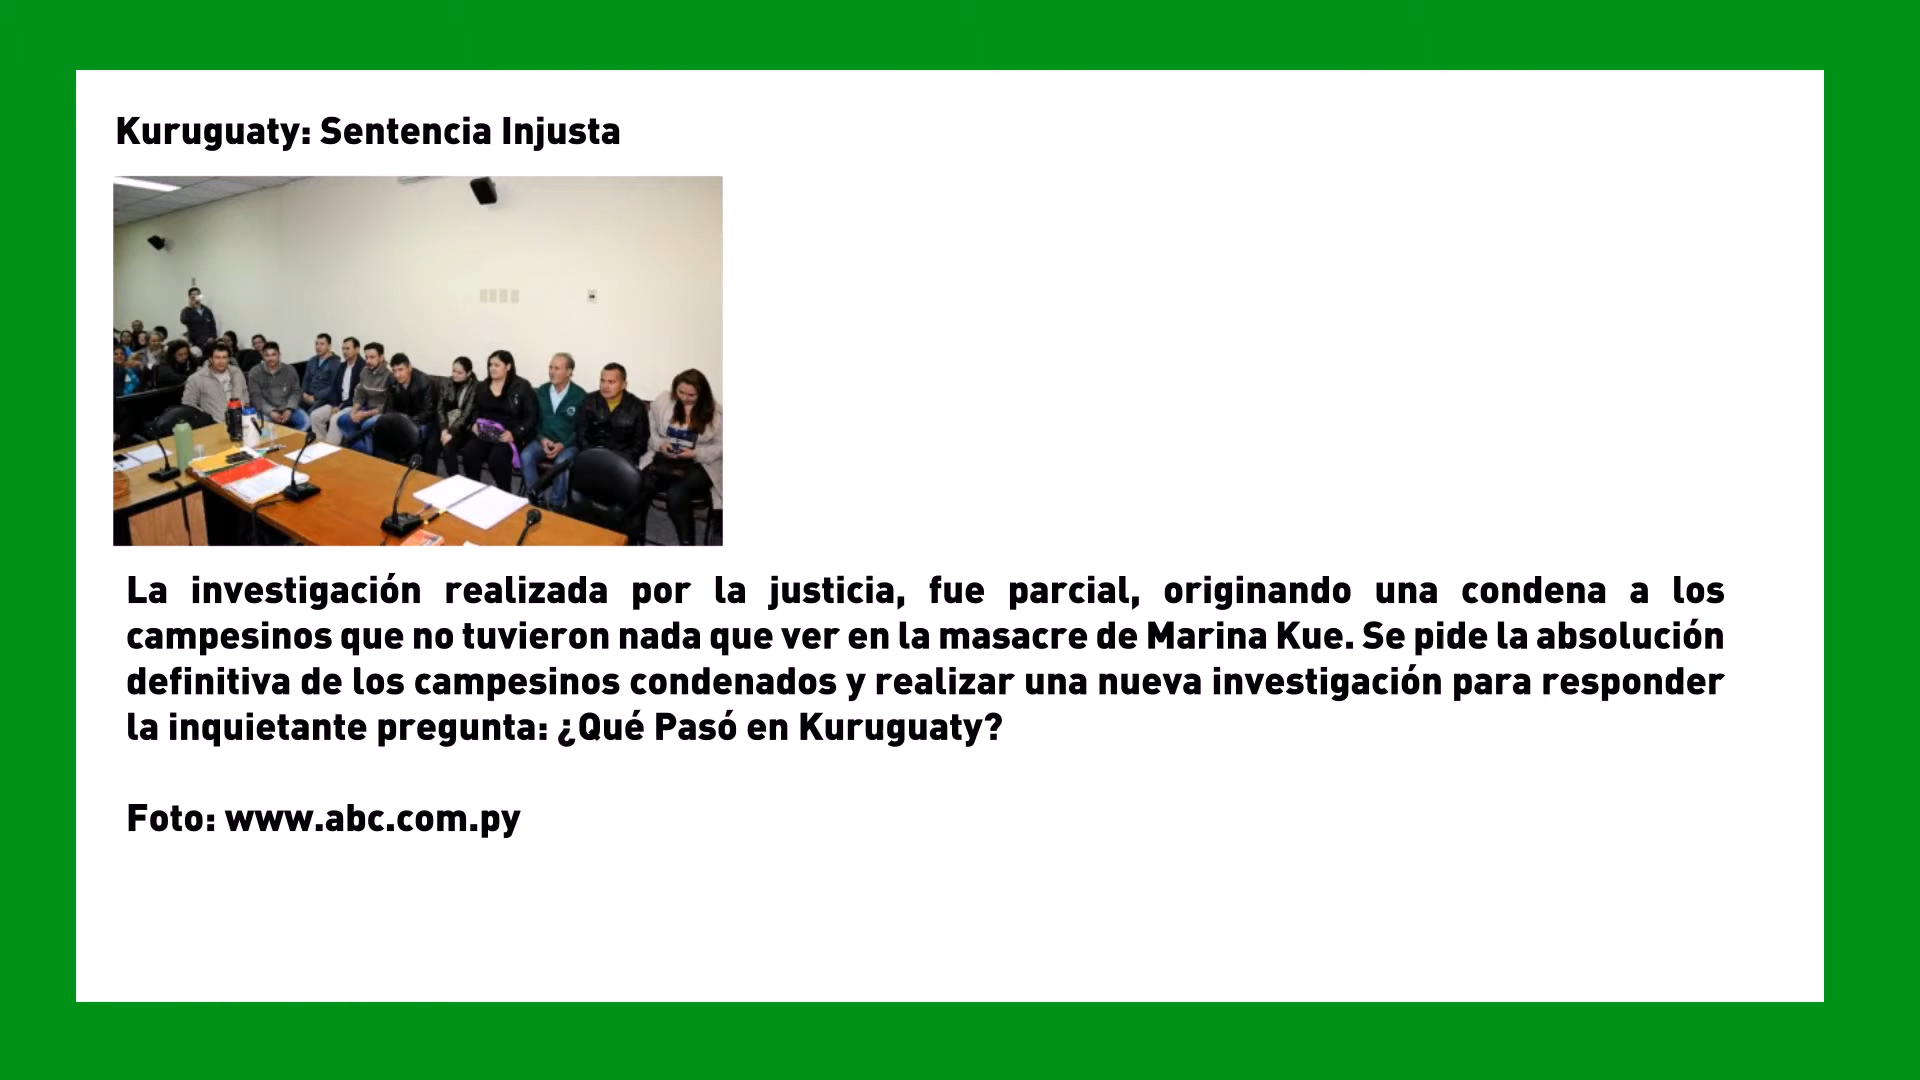 Kuruguaty: Sentencia Injusta
La investigación realizada por la justicia, fue parcial, originando una condena a los
campesinos que no tuvieron nada que ver en la masacre de Marina Kue. Se pide la absolución
definitiva de los campesinos condenados y realizar una nueva investigación para responder
la inquietante pregunta: ¿Qué Pasó en Kuruguaty?
Foto: www.abc.com.py